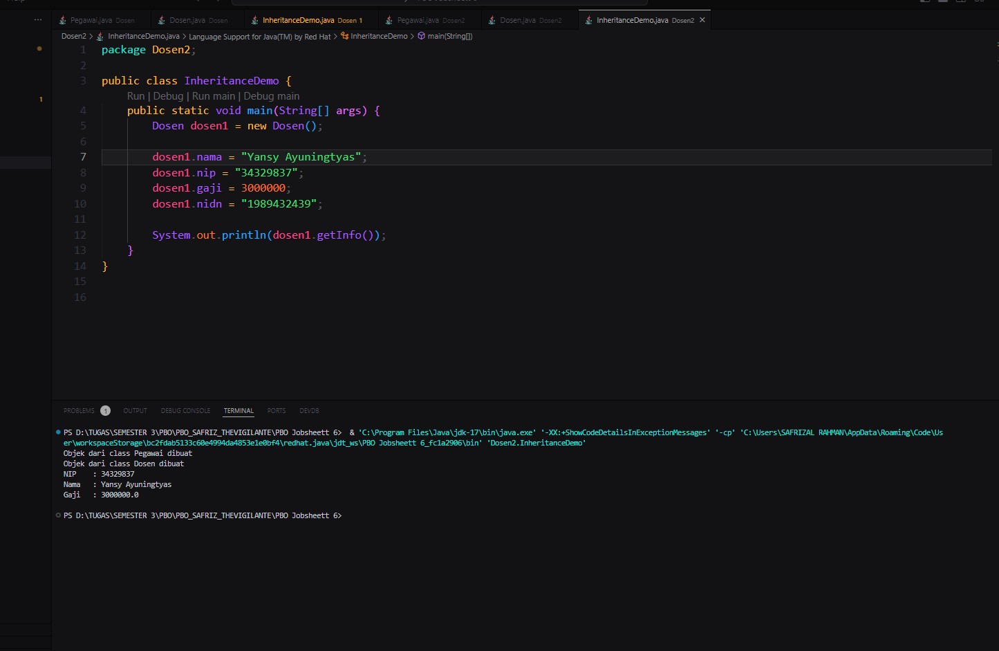 Pegawai.java Dosen
Dosen.java Dosen
InheritanceDemo.java Dosen 1
Pegawai.java Dosen2
Dosen.java Dosen2
InheritanceDemo.java Dosen2
Dosen2 > InheritanceDemo.java > Language Support for Java(TM) by Red Hat > InheritanceDemo > main(String[])
1 package Dosen2;
2
3 public class InheritanceDemo {
Run | Debug | Run main | Debug main
4 public static void main(String[] args) {
5 Dosen dosen1 = new Dosen();
6
1
7 dosen1.nama = "Yansy Ayuningtyas";
8 dosen1.nip = "34329837";
9 dosen1.gaji = 3000000;
10 dosen1.nidn = "1989432439";
11
12 System.out.println(dosen1.getInfo());
13 }
14 }
15
16
PROBLEMS 1 OUTPUT DEBUG CONSOLE TERMINAL PORTS DEVDB
PS D:\TUGAS\SEMESTER 3\PBO\PBO_SAFRIZ_THEVIGILANTE\PBO Jobsheett 6> & 'C:\Program Files\Java\jdk-17\bin\java.exe' '-XX:+ShowCodeDetailsInExceptionMessages' '-cp' 'C:\Users\SAFRIZAL RAHMAN\AppData\Roaming\Code\Us
er\workspaceStorage\bc2fdab5133c60e4994da4853e1e0bf4\redhat.java\jdt_ws\PBO Jobsheett 6_fc1a2906\bin' 'Dosen2.InheritanceDemo'
Objek dari class Pegawai dibuat
Objek dari class Dosen dibuat
NIP : 34329837
Nama : Yansy Ayuningtyas
Gaji : 3000000.0
PS D:\TUGAS\SEMESTER 3\PBO\PBO_SAFRIZ_THEVIGILANTE\PBO Jobsheett 6>